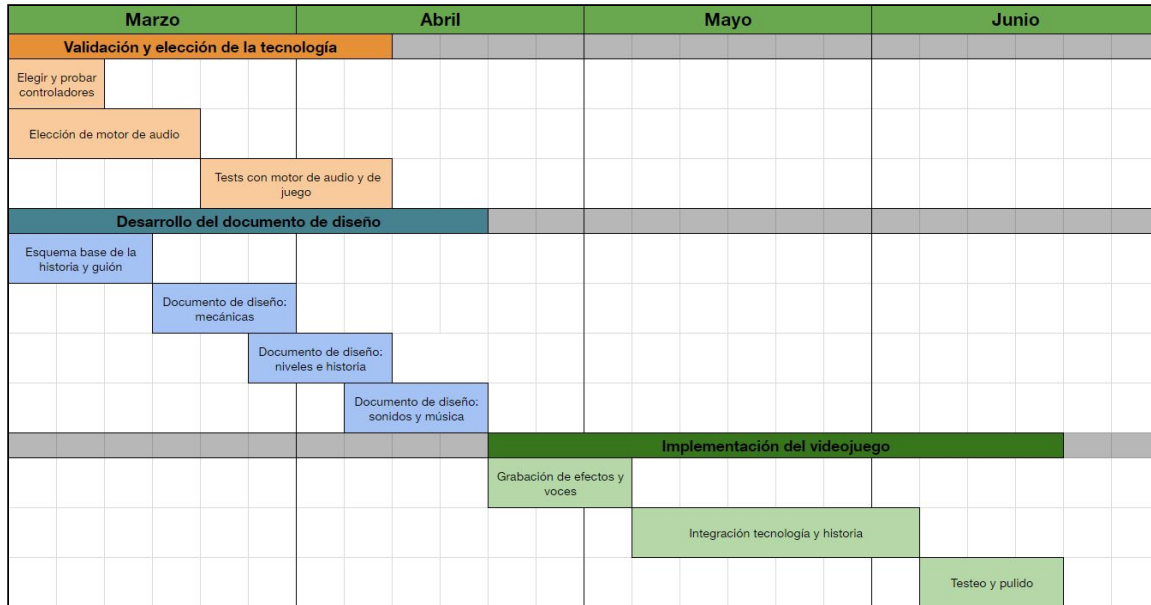 Marzo Abril Mayo Junio
Validación y elección de la tecnología
Elegir y probar
controladores
Elección de motor de audio
Tests con motor de audio y de
juego
Desarrollo del documento de diseño
Esquema base de la
historia y guión
Documento de diseño:
mecánicas
Documento de diseño:
niveles e historia
Documento de diseño:
sonidos y música
Implementación del videojuego
Grabación de efectos y
voces
Integración tecnología y historia
Testeo y pulido